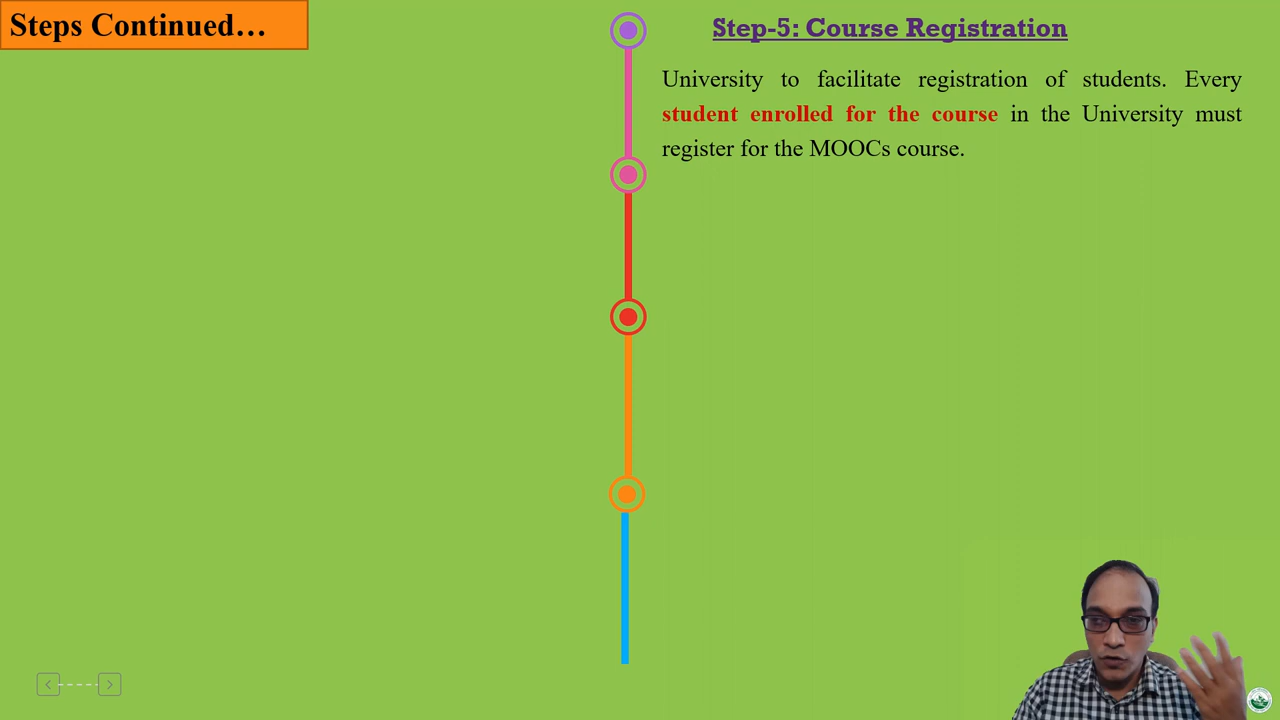 Steps Continued…
Step-5: Course Registration
University to facilitate registration of students. Every
student enrolled for the course in the University must
register for the MOOCs course.